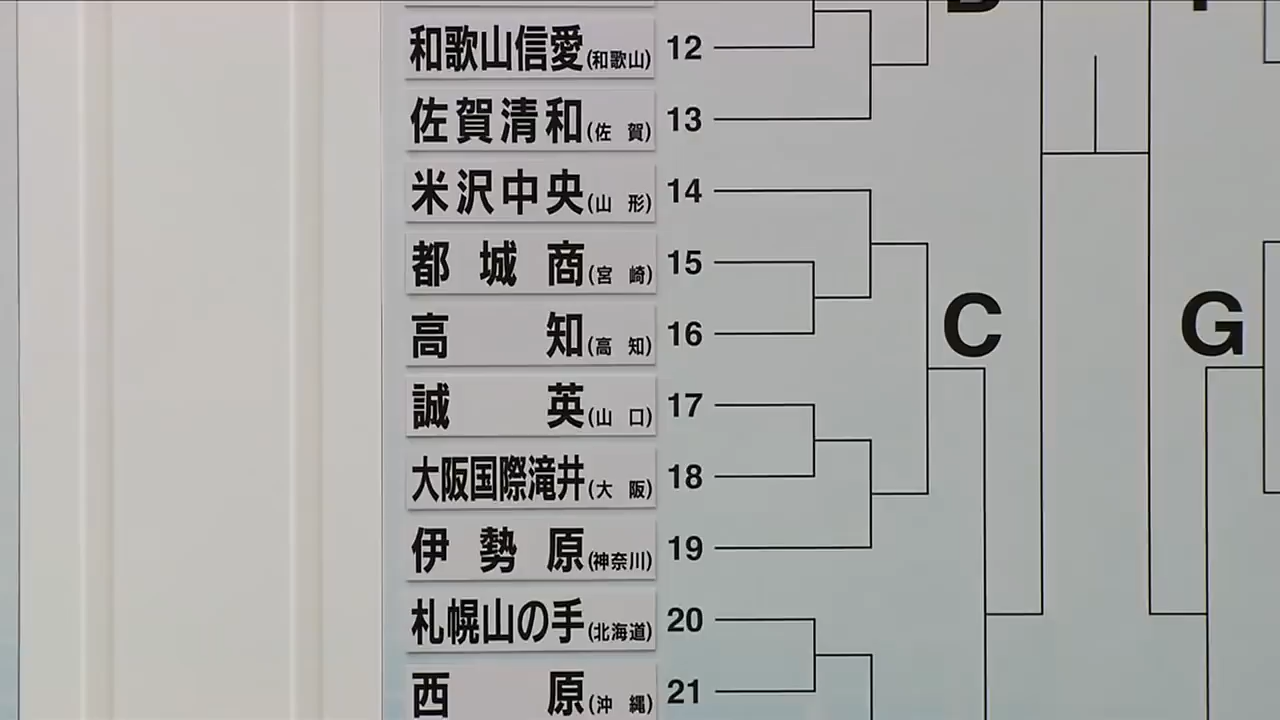 和歌山信愛(和歌山) 12
佐賀清和(佐賀) 13
米沢中央(山形) 14
都城商(宮崎) 15
高知(高知) 16
誠英(山口) 17
大阪国際滝井(大阪) 18
伊勢原(神奈川) 19
札幌山の手(北海道) 20
西原(沖縄) 21
C
G